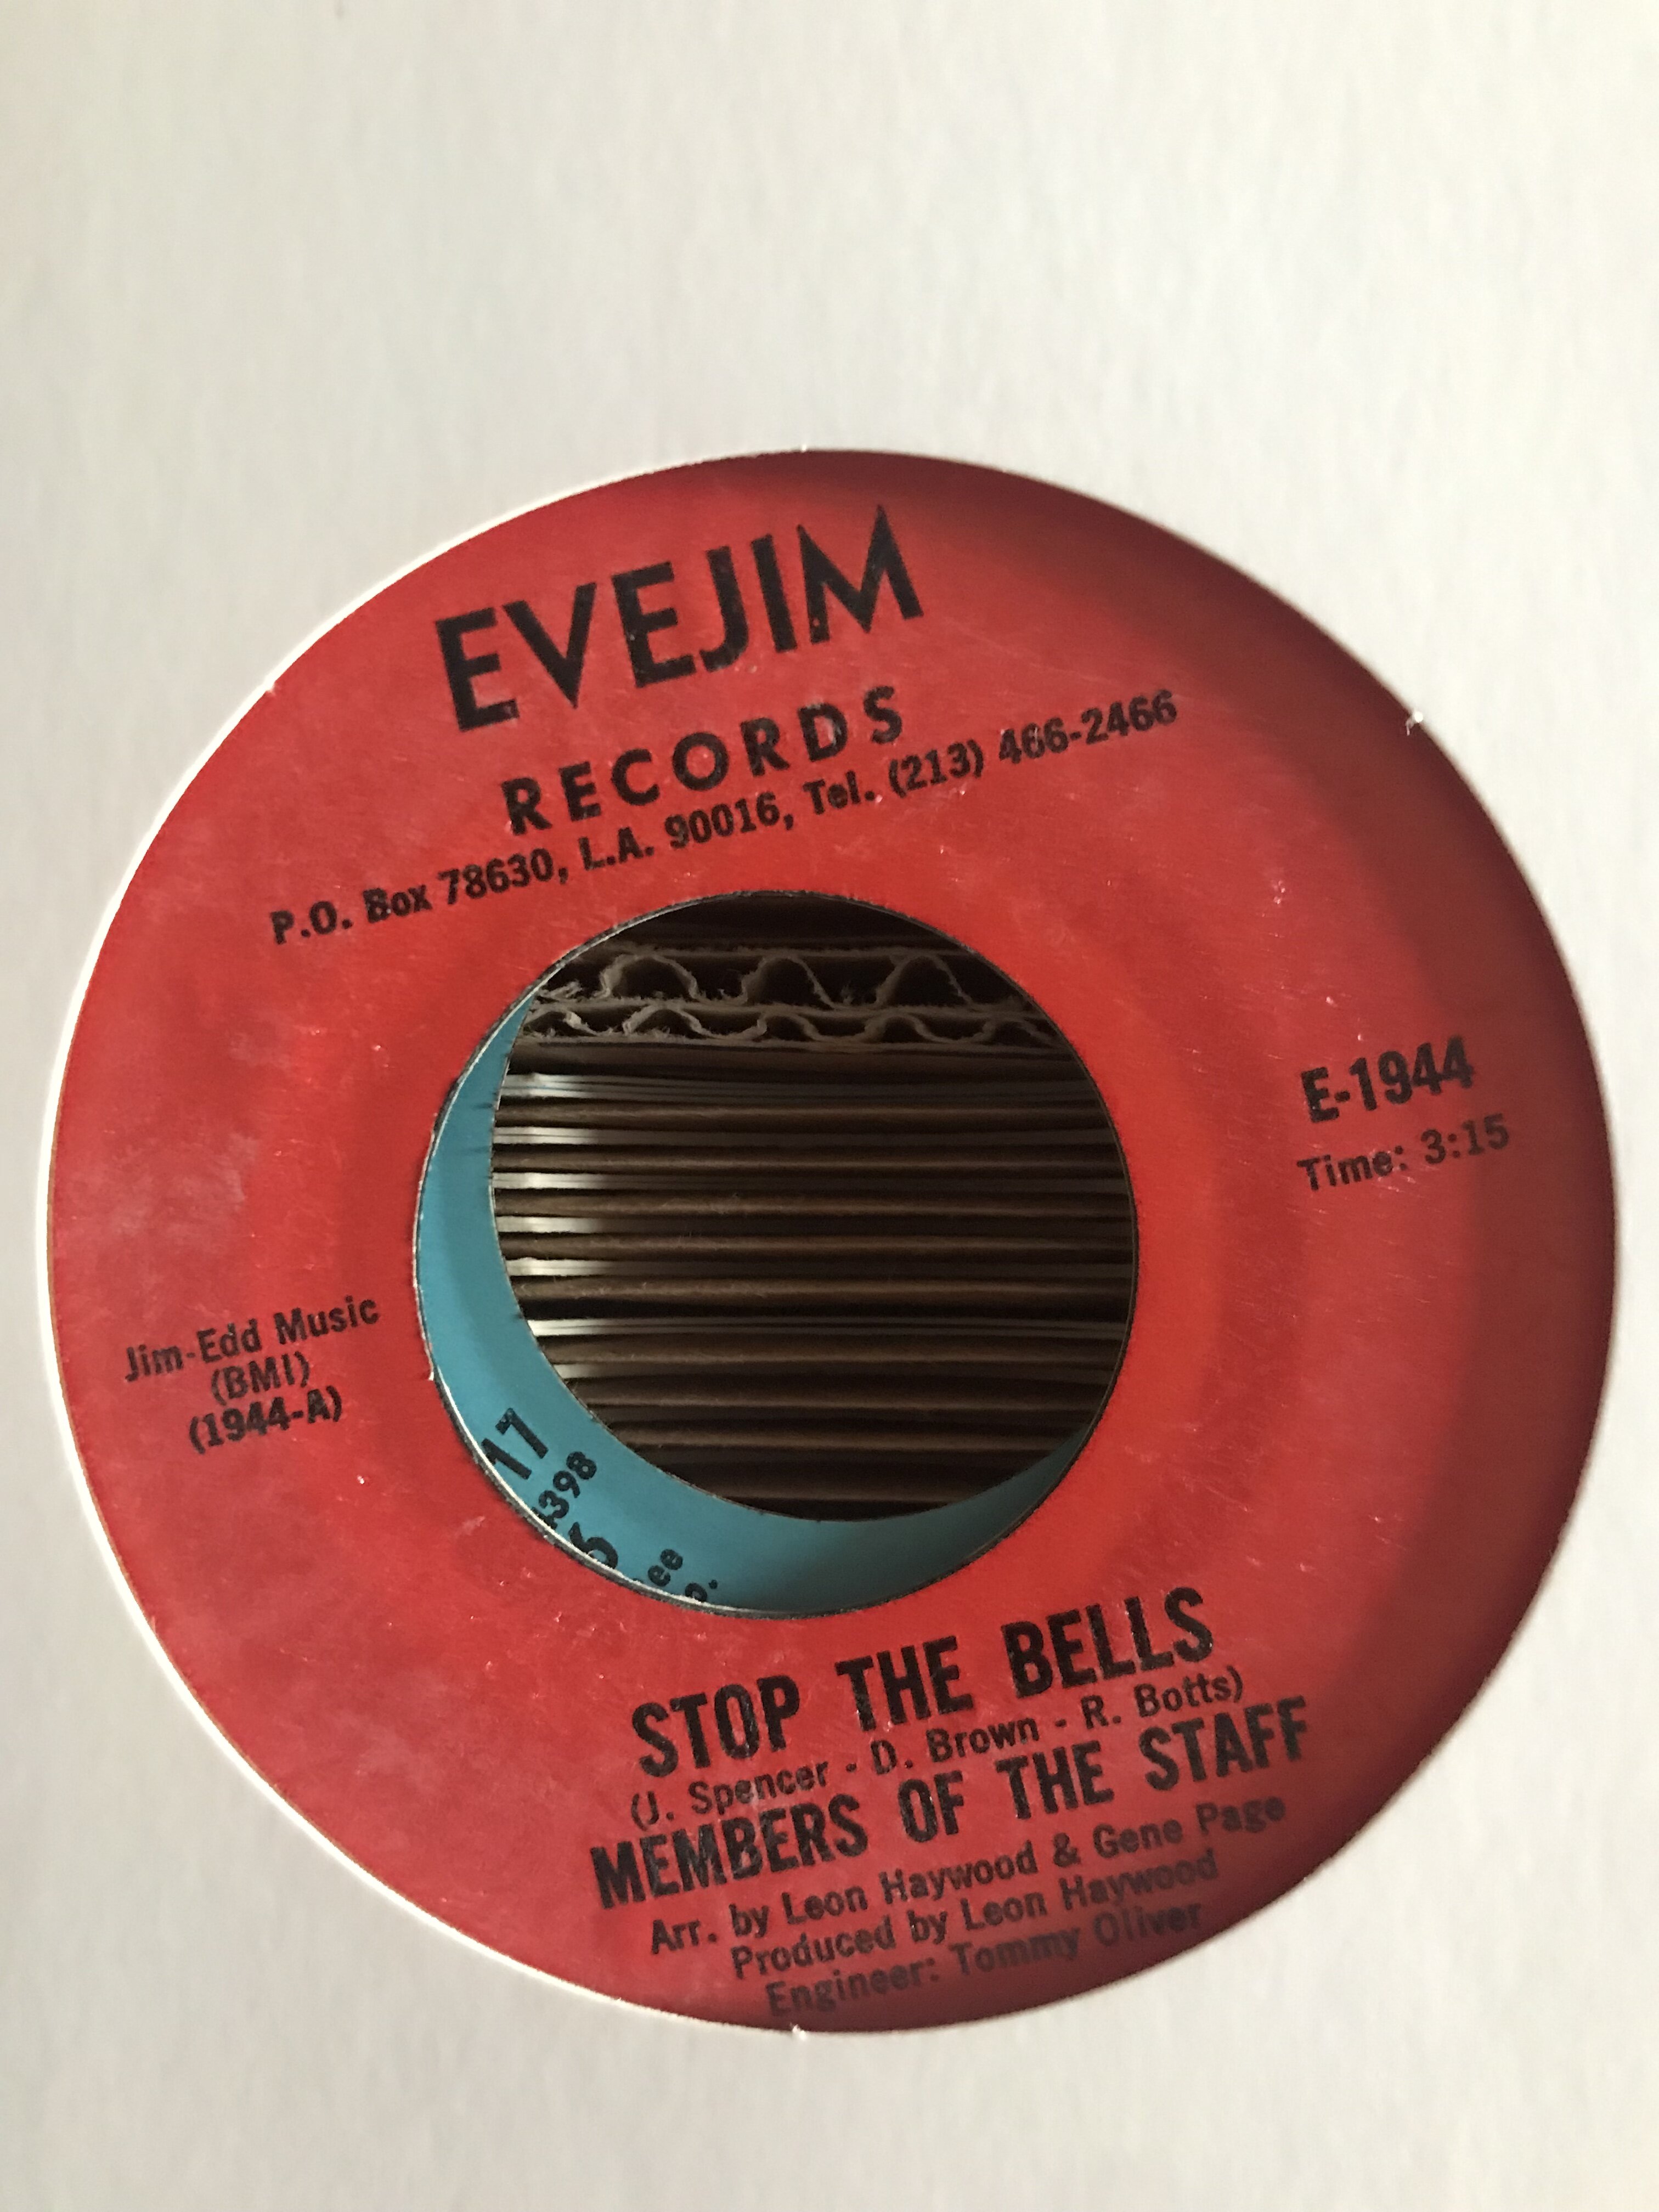 EVEJIM
RECORDS
P.O. Box 78630, L.A. 90016, Tel. (213) 466-2466
E-1944
Time: 3:15
Jim-Edd Music
(BMI)
(1944-A)
17
398
STOP THE BELLS
(J. Spencer - D. Brown - R. Botts)
MEMBERS OF THE STAFF
Arr. by Leon Haywood & Gene Page
Produced by Leon Haywood
Engineer: Tommy Oliver